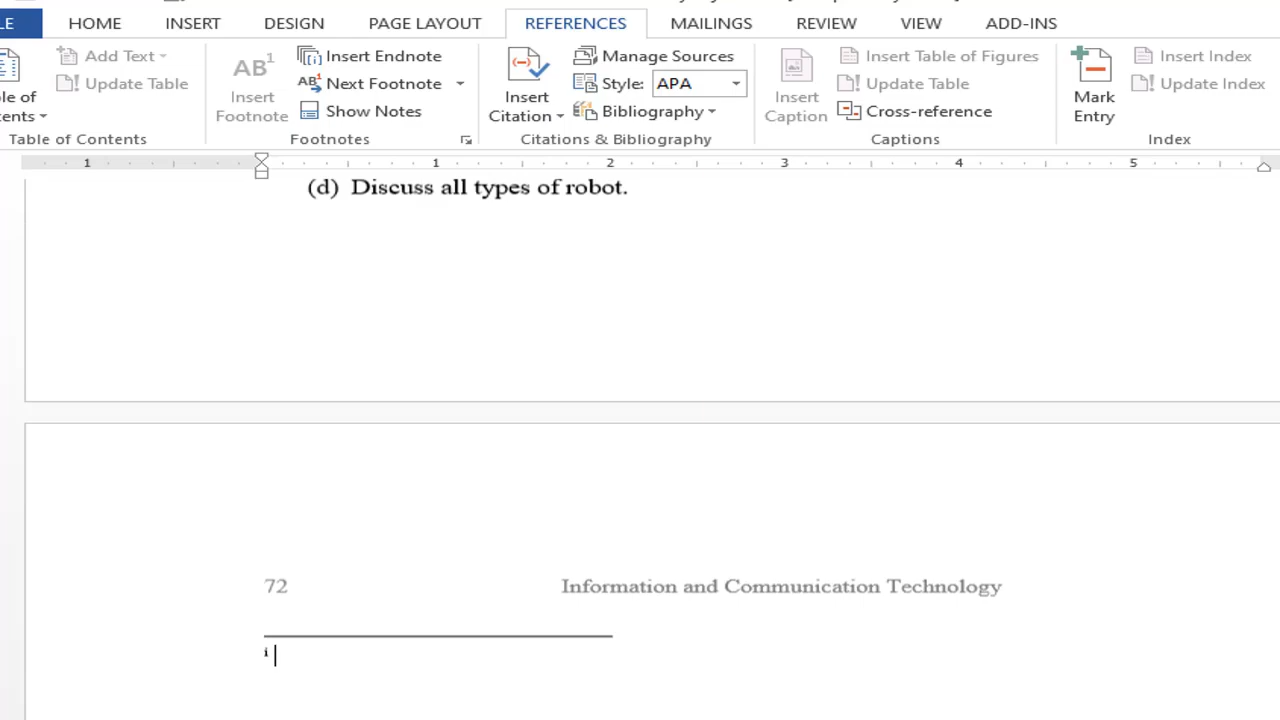 LE HOME INSERT DESIGN PAGE LAYOUT REFERENCES MAILINGS REVIEW VIEW ADD-INS
Add Text AB1 Insert Endnote Manage Sources Insert Table of Figures Insert Index
Update Table AB1 Next Footnote Style: APA Update Table Update Index
le of Insert Insert Insert Mark
ents Footnote Show Notes Citation Bibliography Caption Cross-reference Entry
Table of Contents Footnotes Citations & Bibliography Captions Index
1 1 2 3 4 5
(d) Discuss all types of robot.
72 Information and Communication Technology
i